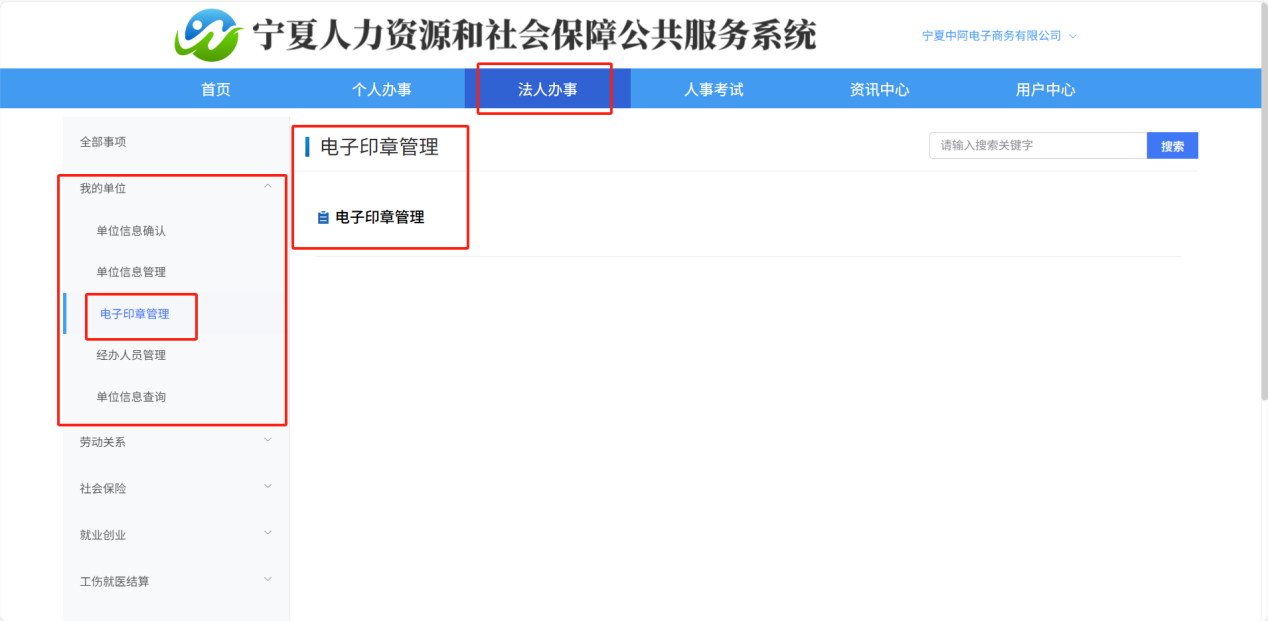 宁夏人力资源和社会保障公共服务系统
宁夏中阿电子商务有限公司
首页 个人办事 法人办事 人事考试 资讯中心 用户中心
全部事项
我的单位
单位信息确认
单位信息管理
电子印章管理
经办人员管理
单位信息查询
劳动关系
社会保险
就业创业
工伤就医结算
电子印章管理
请输入搜索关键字 搜索
电子印章管理